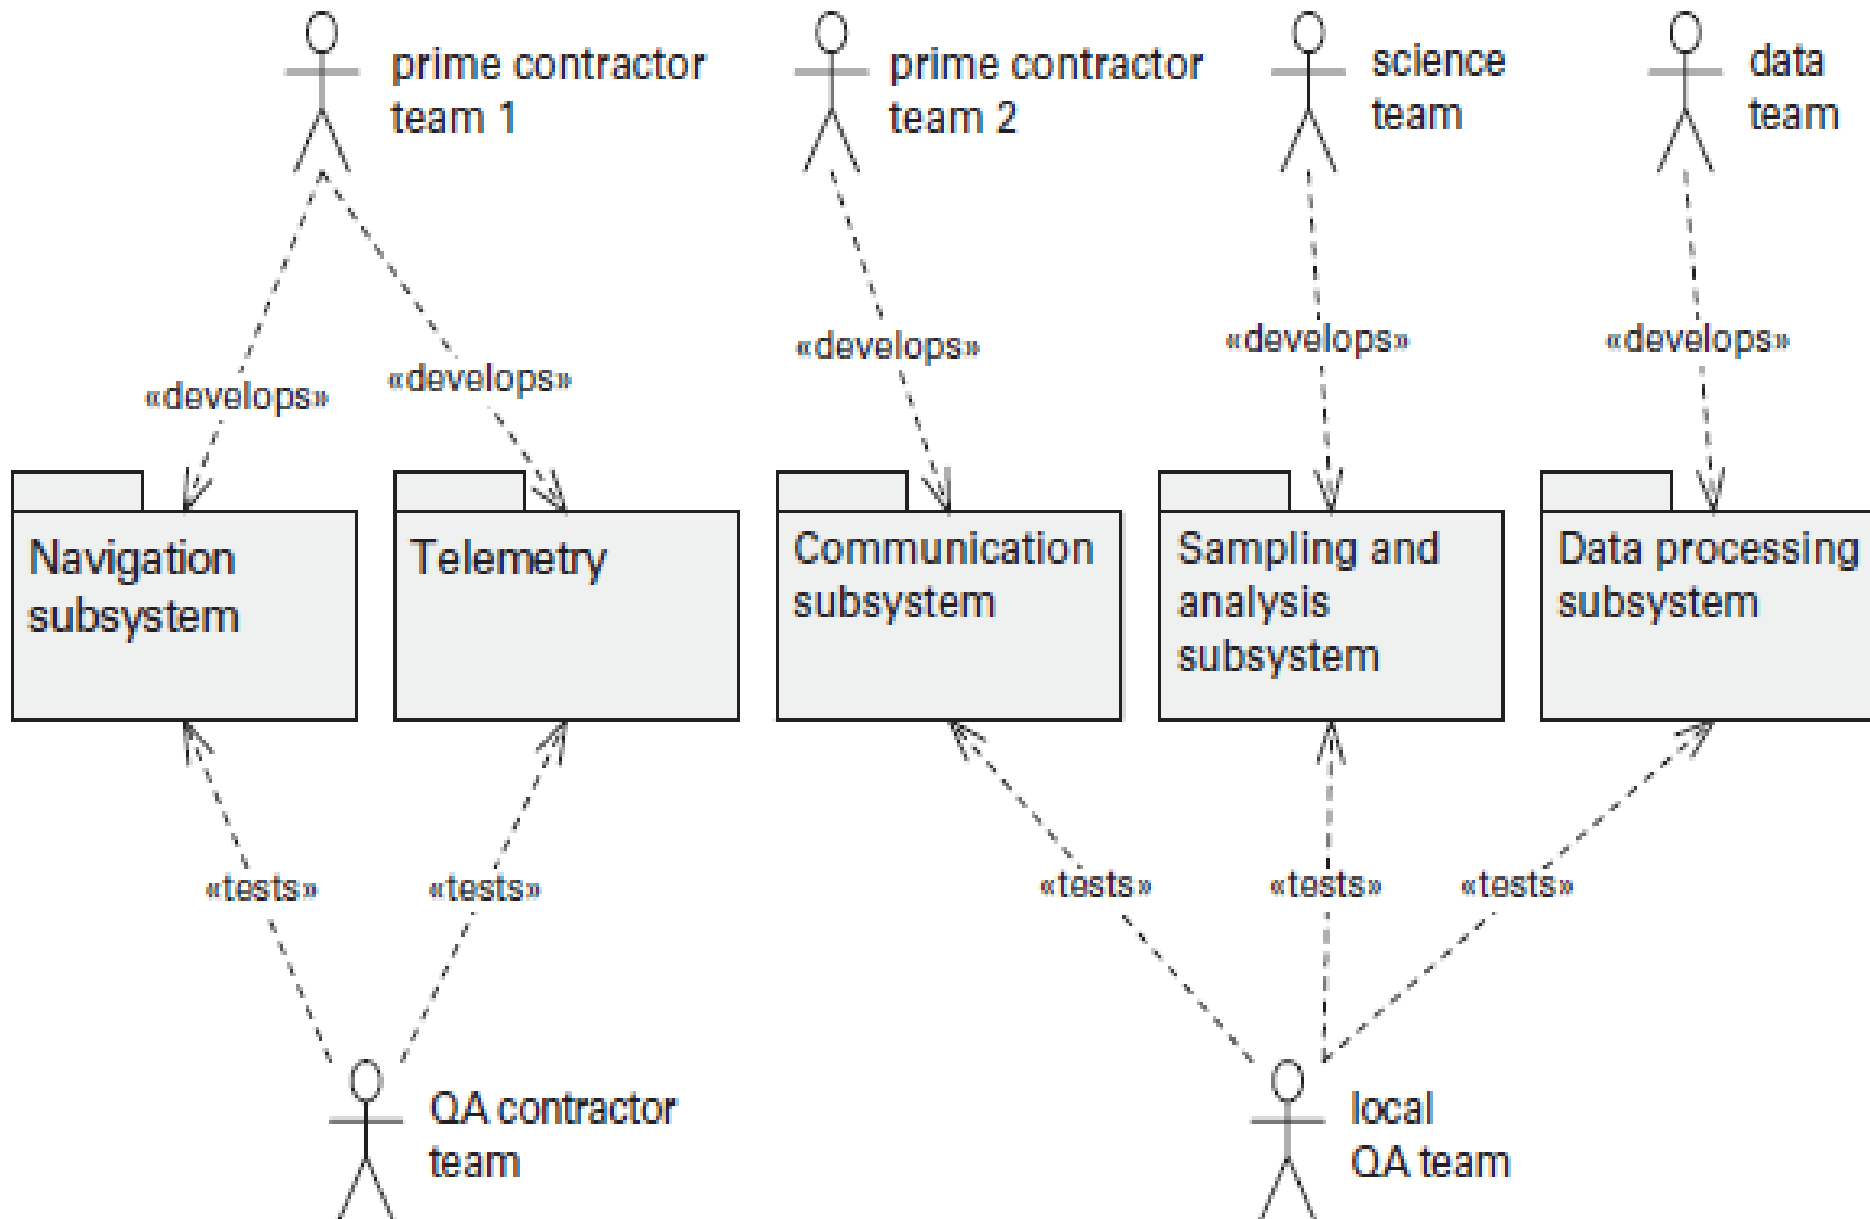 prime contractor
team 1
prime contractor
team 2
science
team
data
team
«develops»
«develops»
«develops»
«develops»
«develops»
Navigation
subsystem
Telemetry
Communication
subsystem
Sampling and
analysis
subsystem
Data processing
subsystem
«tests»
«tests»
«tests»
«tests»
«tests»
QA contractor
team
local
QA team